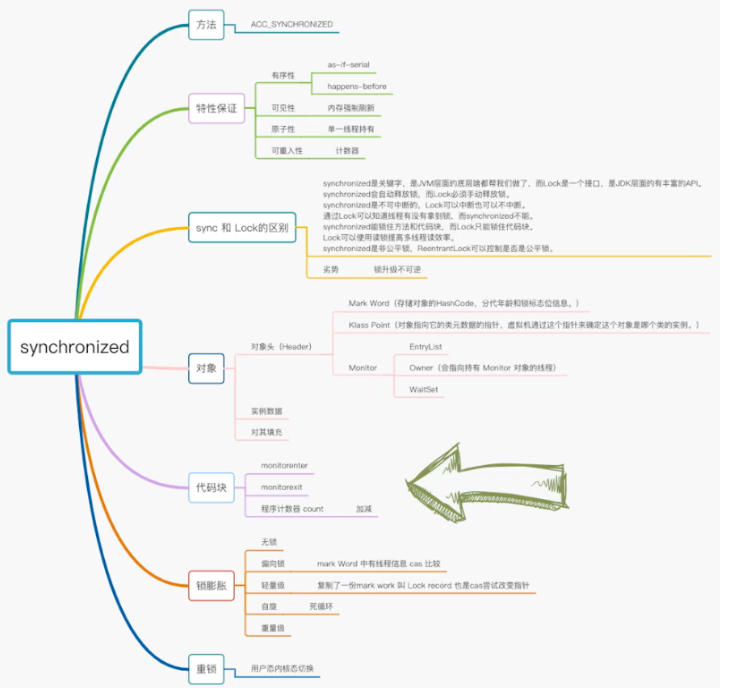 synchronized
方法
ACC_SYNCHRONIZED
特性保证
有序性
as-if-serial
happens-before
可见性
内存强制刷新
原子性
单一线程持有
可重入性
计数器
sync 和 Lock的区别
synchronized是关键字，是JVM层面的底层啥都帮我们做了，而Lock是一个接口，是JDK层面的有丰富的API。
synchronized会自动释放锁，而Lock必须手动释放锁。
synchronized是不可中断的，Lock可以中断也可以不中断。
通过Lock可以知道线程有没有拿到锁，而synchronized不能。
synchronized能锁住方法和代码块，而Lock只能锁住代码块。
Lock可以使用读锁提高多线程读效率。
synchronized是非公平锁，ReentrantLock可以控制是否是公平锁。
劣势
锁升级不可逆
对象
对象头（Header）
Mark Word（存储对象的HashCode，分代年龄和锁标志位信息。）
Klass Point（对象指向它的类元数据的指针，虚拟机通过这个指针来确定这个对象是哪个类的实例。）
Monitor
EntryList
Owner（会指向持有 Monitor 对象的线程）
WaitSet
实例数据
对其填充
代码块
monitorenter
monitorexit
程序计数器 count
加减
锁膨胀
无锁
偏向锁
mark Word 中有线程信息 cas 比较
轻量级
复制了一份mark work 叫 Lock record 也是cas尝试改变指针
自旋
死循环
重量级
重锁
用户态内核态切换